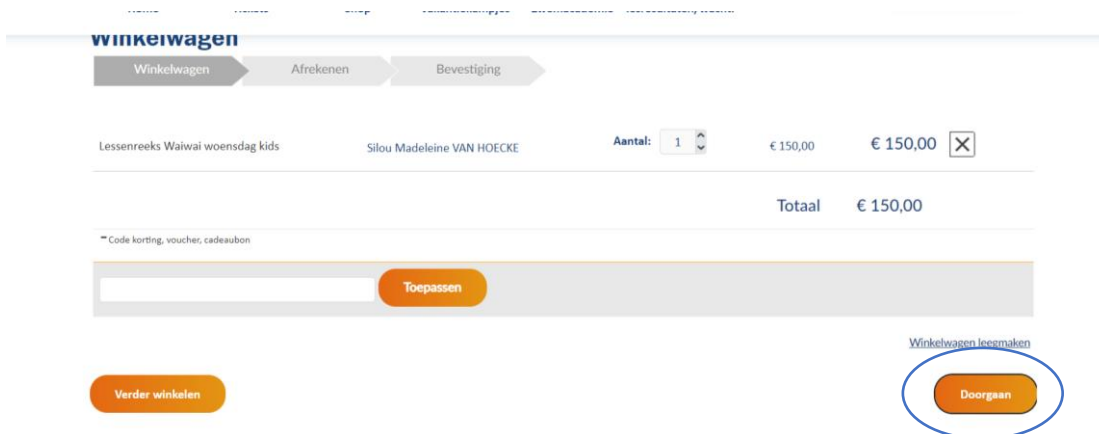 Winkelwagen
Winkelwagen Afrekenen Bevestiging
Lessenreeks Waiwai woensdag kids Silou Madeleine VAN HOECKE Aantal: 1 € 150,00 € 150,00
Totaal € 150,00
Code korting, voucher, cadeaubon
Toepassen
Winkelwagen leegmaken
Verder winkelen Doorgaan